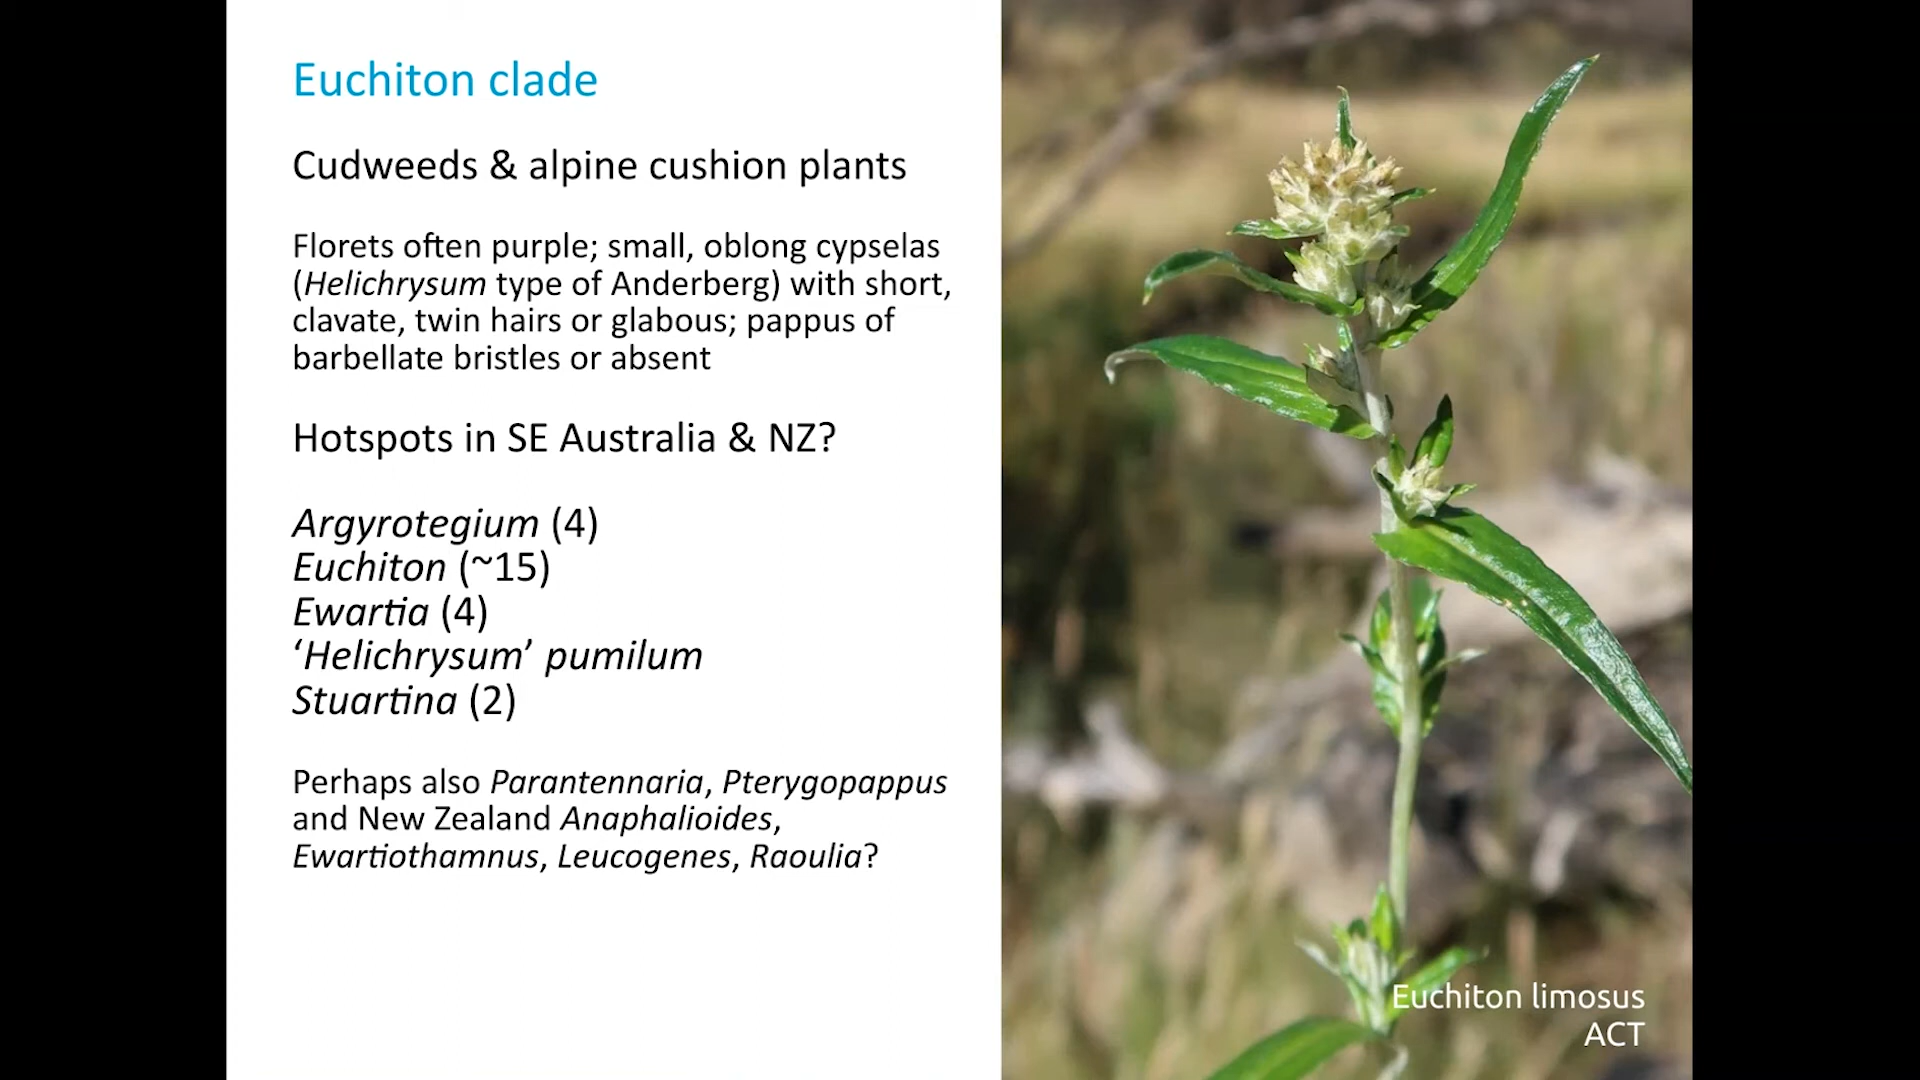 Euchiton clade
Cudweeds & alpine cushion plants
Florets often purple; small, oblong cypselas
(Helichrysum type of Anderberg) with short,
clavate, twin hairs or glabous; pappus of
barbellate bristles or absent
Hotspots in SE Australia & NZ?
Argyrotegium (4)
Euchiton (~15)
Ewartia (4)
‘Helichrysum’ pumilum
Stuartina (2)
Perhaps also Parantennaria, Pterygopappus
and New Zealand Anaphalioides,
Ewartiothamnus, Leucogenes, Raoulia?
Euchiton limosus
ACT